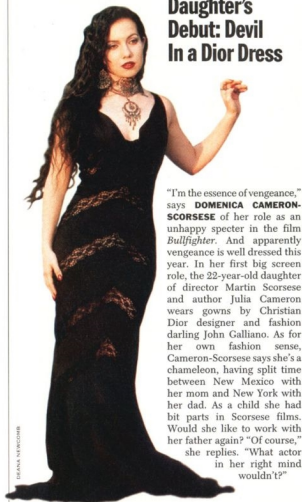 Daughter's
Debut: Devil
In a Dior Dress
"I'm the essence of vengeance,"
says DOMENICA CAMERON-
SCORSESE of her role as an
unhappy specter in the film
Bullfighter. And apparently
vengeance is well dressed this
year. In her first big screen
role, the 22-year-old daughter
of director Martin Scorsese
and author Julia Cameron
wears gowns by Christian
Dior designer and fashion
darling John Galliano. As for
her own fashion sense,
Cameron-Scorsese says she's a
chameleon, having split time
between New Mexico with
her mom and New York with
her dad. As a child she had
bit parts in Scorsese films.
Would she like to work with
her father again? "Of course,"
she replies. "What actor
in her right mind
wouldn't?"
DEANA NEWCOMB